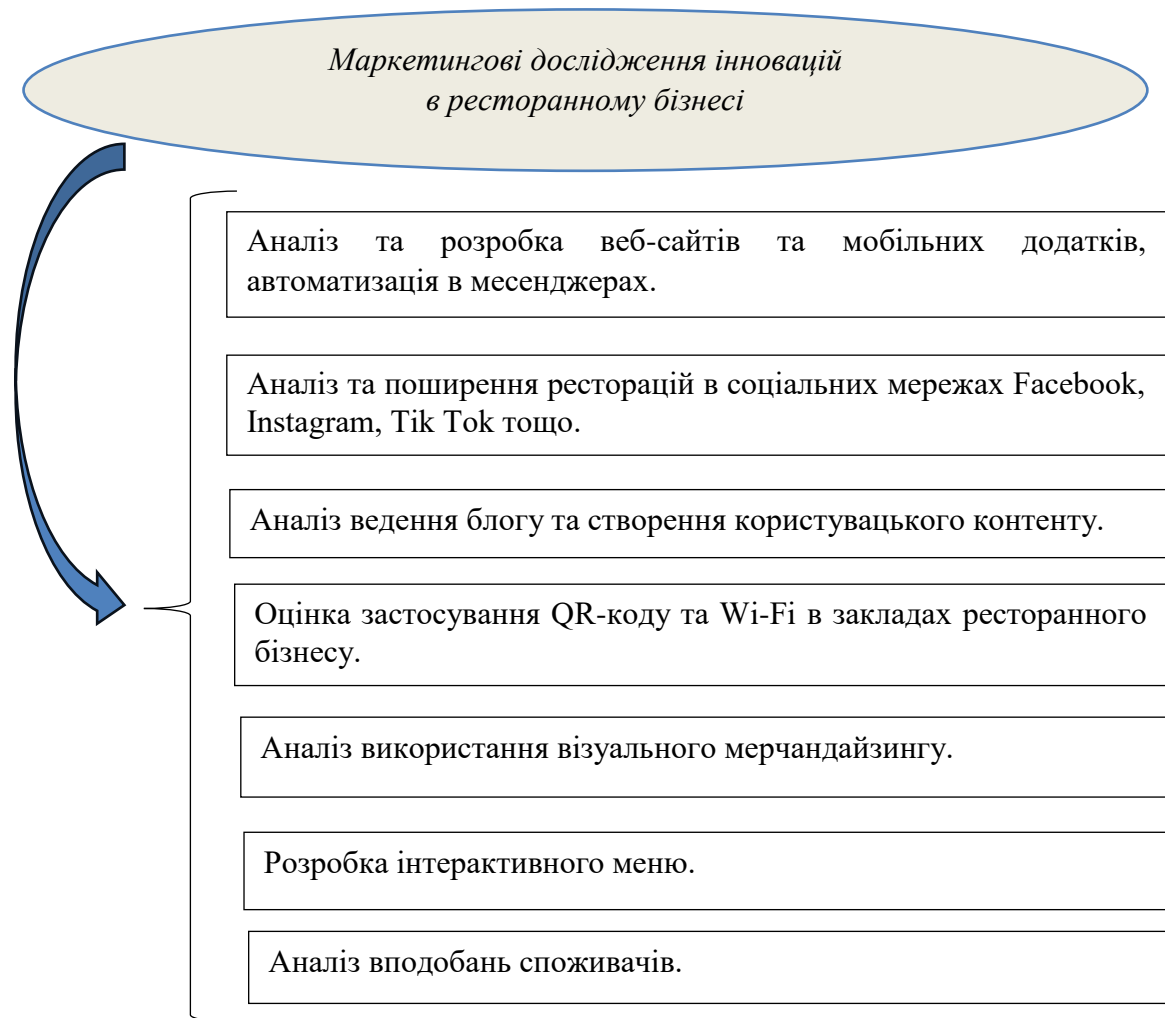 Маркетингові дослідження інновацій
в ресторанному бізнесі
Аналіз та розробка веб-сайтів та мобільних додатків,
автоматизація в месенджерах.
Аналіз та поширення ресторацій в соціальних мережах Facebook,
Instagram, Tik Tok тощо.
Аналіз ведення блогу та створення користувацького контенту.
Оцінка застосування QR-коду та Wi-Fi в закладах ресторанного
бізнесу.
Аналіз використання візуального мерчандайзингу.
Розробка інтерактивного меню.
Аналіз вподобань споживачів.